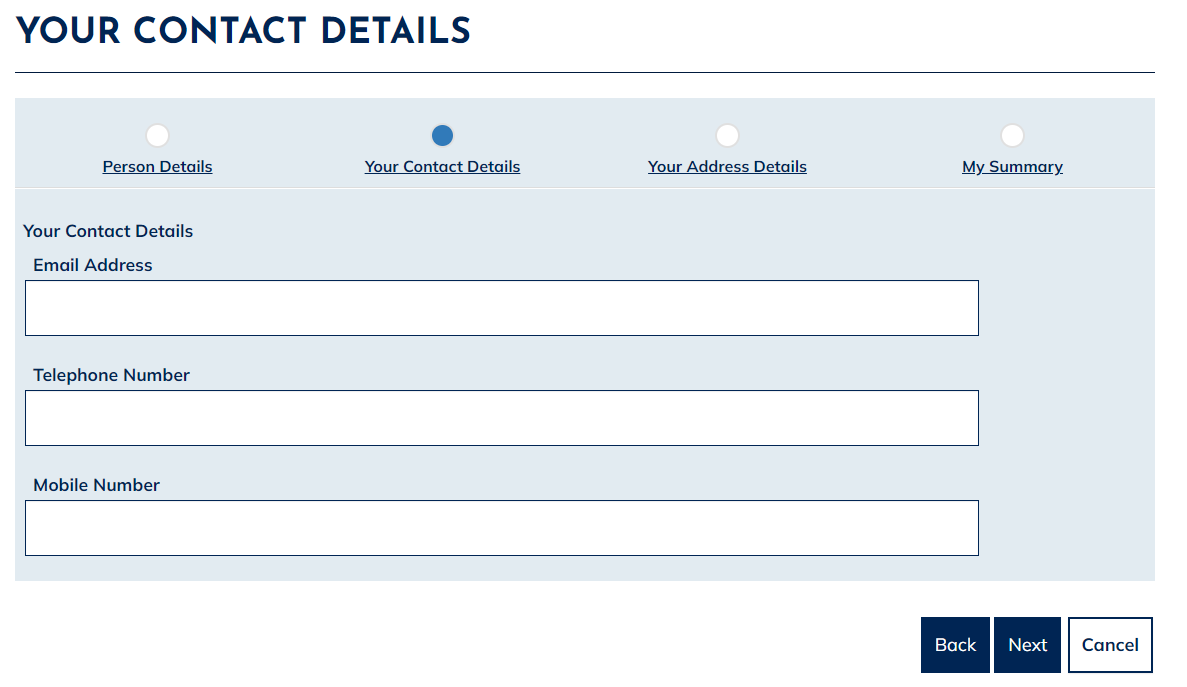 YOUR CONTACT DETAILS
Person Details Your Contact Details Your Address Details My Summary
Your Contact Details
Email Address
Telephone Number
Mobile Number
Back Next Cancel